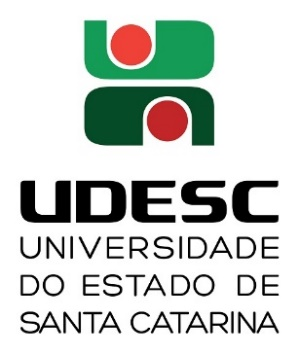 UDESC
UNIVERSIDADE
DO ESTADO DE
SANTA CATARINA